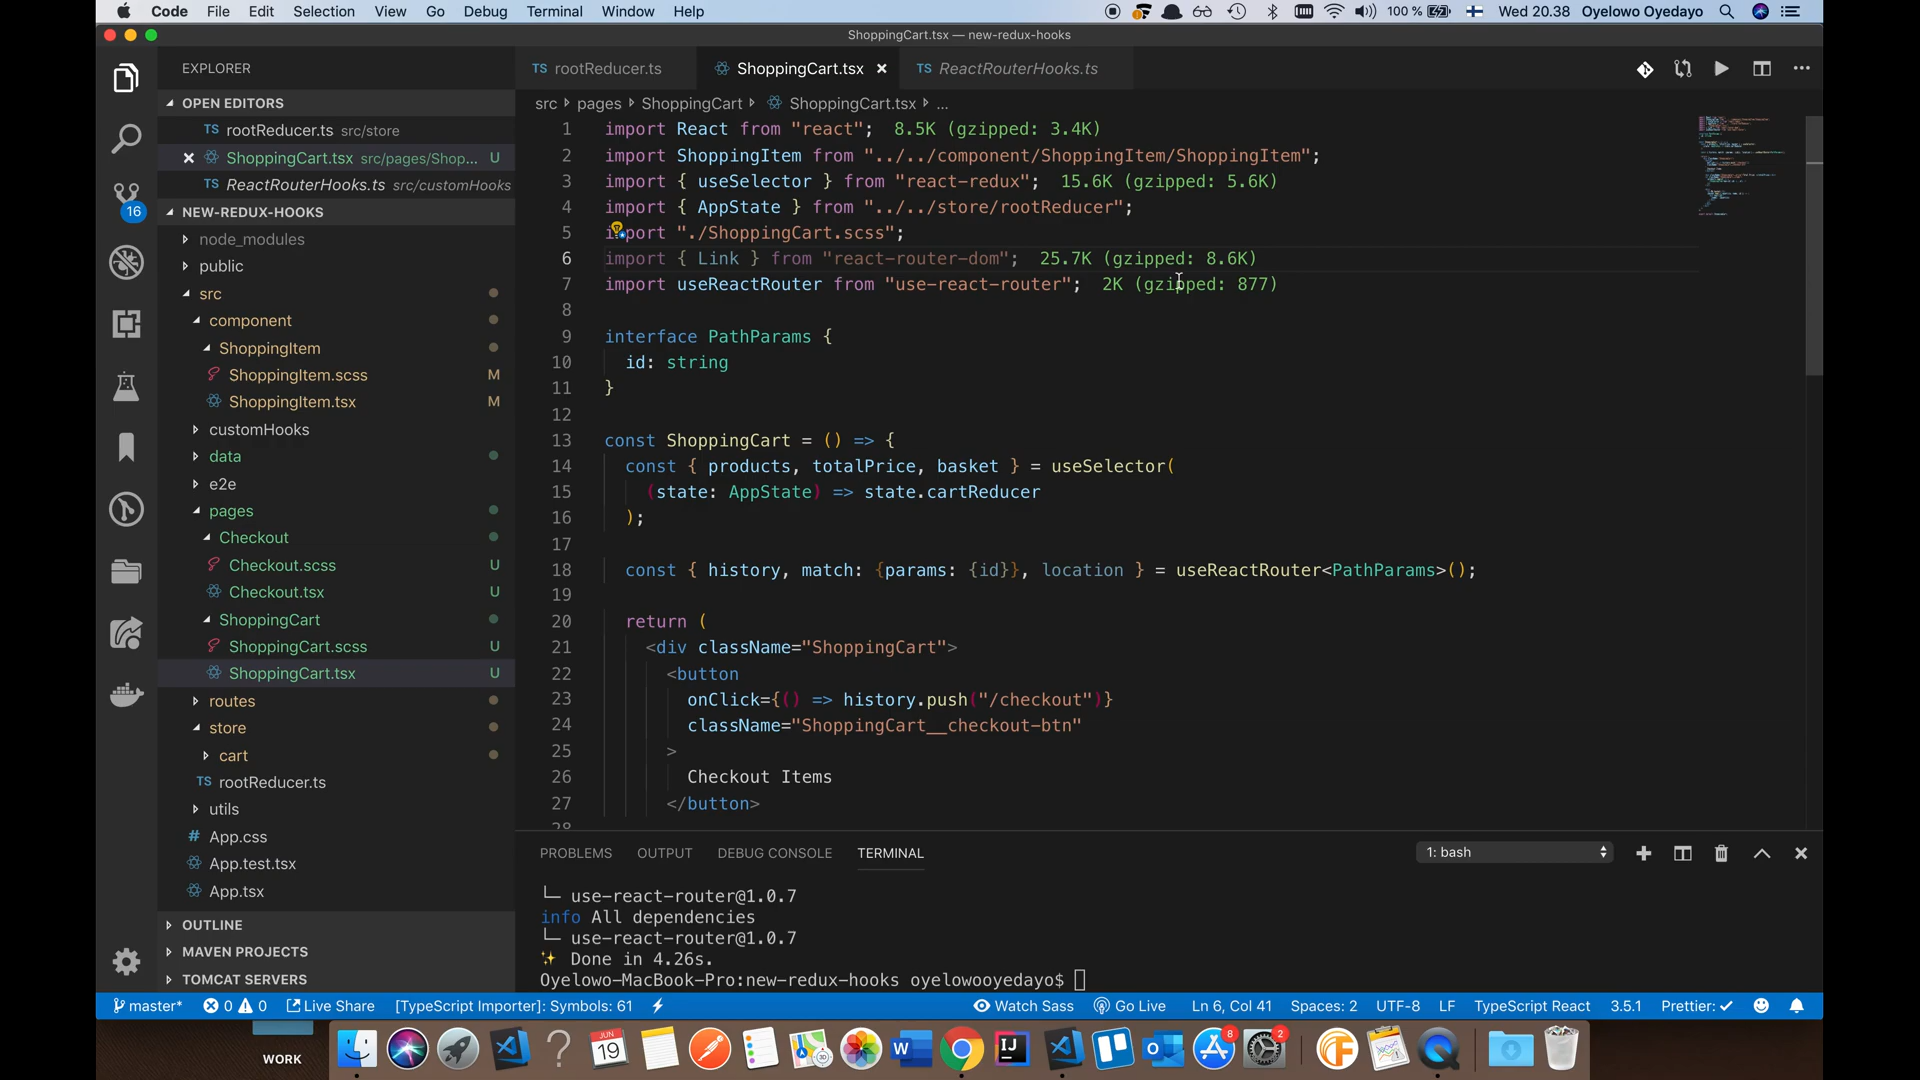 Code File Edit Selection View Go Debug Terminal Window Help 100 % Wed 20.38 Oyelowo Oyedayo
ShoppingCart.tsx — new-redux-hooks
EXPLORER
OPEN EDITORS
TS rootReducer.ts src/store
ShoppingCart.tsx src/pages/Shop... U
ReactRouterHooks.ts src/customHooks
NEW-REDUX-HOOKS
node_modules
public
src
component
ShoppingItem
ShoppingItem.scss M
ShoppingItem.tsx M
customHooks
data
e2e
pages
Checkout
Checkout.scss U
Checkout.tsx U
ShoppingCart
ShoppingCart.scss U
ShoppingCart.tsx U
routes
store
cart
TS rootReducer.ts
utils
# App.css
App.test.tsx
App.tsx
OUTLINE
MAVEN PROJECTS
TOMCAT SERVERS
16
TS rootReducer.ts ShoppingCart.tsx TS ReactRouterHooks.ts
src pages ShoppingCart ShoppingCart.tsx ...
1 import React from "react"; 8.5K (gzipped: 3.4K)
2 import ShoppingItem from "../../component/ShoppingItem/ShoppingItem";
3 import { useSelector } from "react-redux"; 15.6K (gzipped: 5.6K)
4 import { AppState } from "../../store/rootReducer";
5 import "./ShoppingCart.scss";
6 import { Link } from "react-router-dom"; 25.7K (gzipped: 8.6K)
7 import useReactRouter from "use-react-router"; 2K (gzipped: 877)
8
9 interface PathParams {
10 id: string
11 }
12
13 const ShoppingCart = () => {
14 const { products, totalPrice, basket } = useSelector(
15 (state: AppState) => state.cartReducer
16 );
17
18 const { history, match: {params: {id}}, location } = useReactRouter<PathParams>();
19
20 return (
21 <div className="ShoppingCart">
22 <button
23 onClick={() => history.push("/checkout")}
24 className="ShoppingCart__checkout-btn"
25 >
26 Checkout Items
27 </button>
28
PROBLEMS OUTPUT DEBUG CONSOLE TERMINAL 1: bash
└─ use-react-router@1.0.7
info All dependencies
└─ use-react-router@1.0.7
✨ Done in 4.26s.
Oyelowo-MacBook-Pro:new-redux-hooks oyelowooyedayo$
master* 0 0 Live Share [TypeScript Importer]: Symbols: 61 Watch Sass Go Live Ln 6, Col 41 Spaces: 2 UTF-8 LF TypeScript React 3.5.1 Prettier: ✓
WORK
JUN
19
W
IJ
8
2